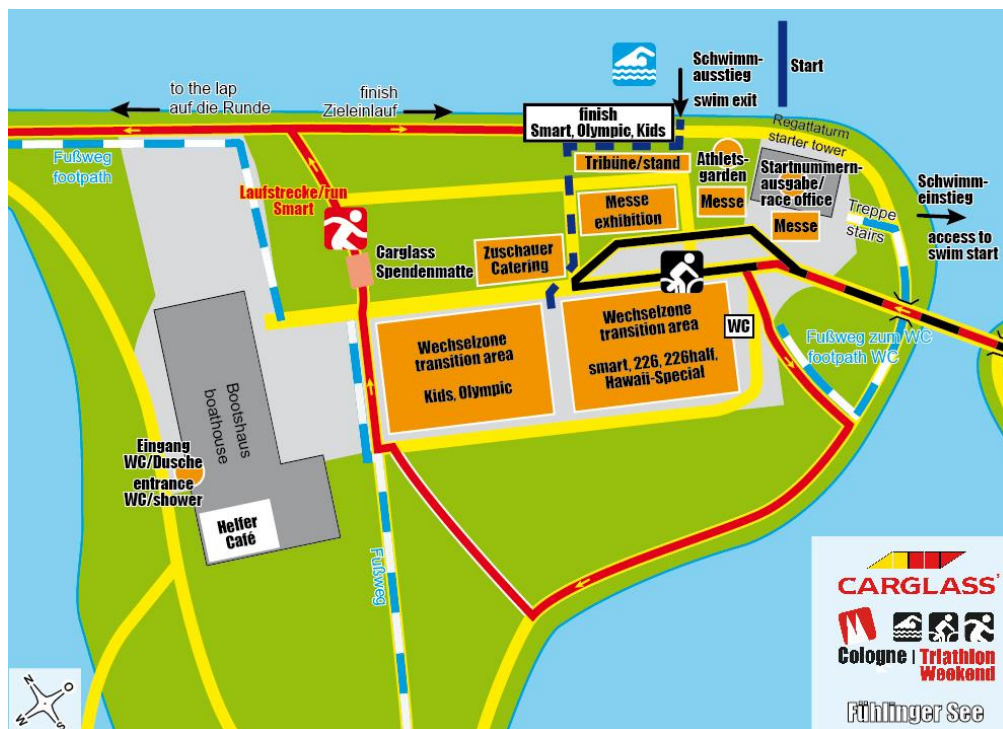 Schwimm-
ausstieg
swim exit
Start
to the lap
auf die Runde
finish
Zieleinlauf
finish
Smart, Olympic, Kids
Regattaturm
starter tower
Fußweg
footpath
Tribüne/stand
Athlets-
garden
Startnummern-
ausgabe/
race office
Schwimm-
einstieg
access to
swim start
Laufstrecke/run
Smart
Messe
exhibition
Messe
Messe
Treppe
stairs
Carglass
Spendenmatte
Zuschauer
Catering
Wechselzone
transition area
Kids, Olympic
Wechselzone
transition area
smart, 226, 226half,
Hawaii-Special
WC
Fußweg zum WC
footpath WC
Bootshaus
boathouse
Eingang
WC/Dusche
entrance
WC/shower
Helfer
Café
Fußweg
CARGLASS
Cologne | Triathlon
Weekend
Fühlinger See
N
O
W
S